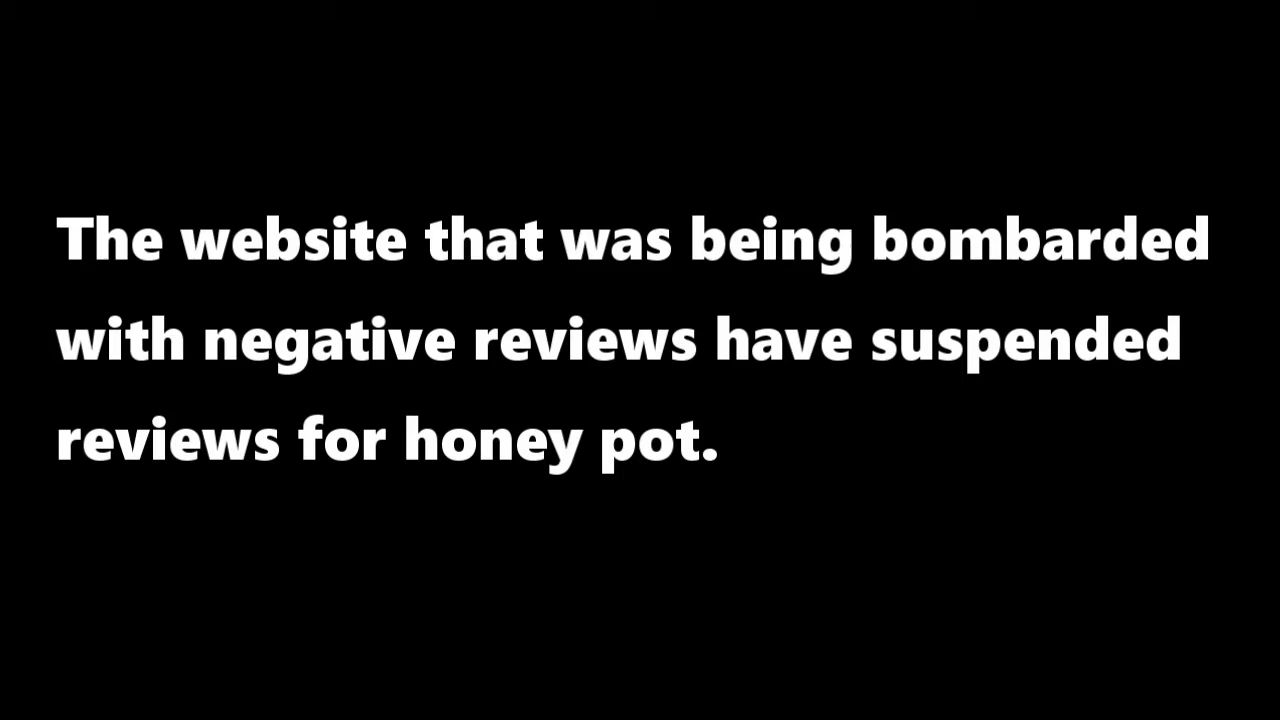 The website that was being bombarded
with negative reviews have suspended
reviews for honey pot.